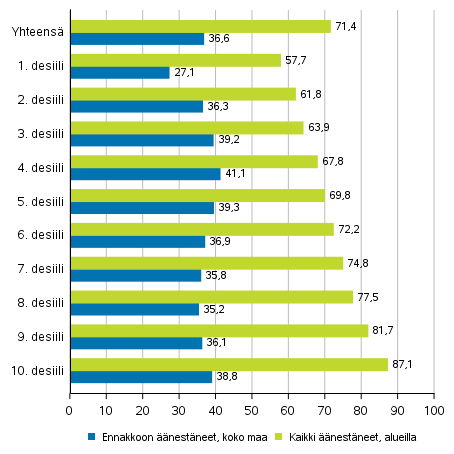 Yhteensä 71,4
36,6
1. desiili 57,7
27,1
2. desiili 61,8
36,3
3. desiili 63,9
39,2
4. desiili 67,8
41,1
5. desiili 69,8
39,3
6. desiili 72,2
36,9
7. desiili 74,8
35,8
8. desiili 77,5
35,2
9. desiili 81,7
36,1
10. desiili 87,1
38,8
0 10 20 30 40 50 60 70 80 90 100
Ennakkoon äänestäneet, koko maa Kaikki äänestäneet, alueilla